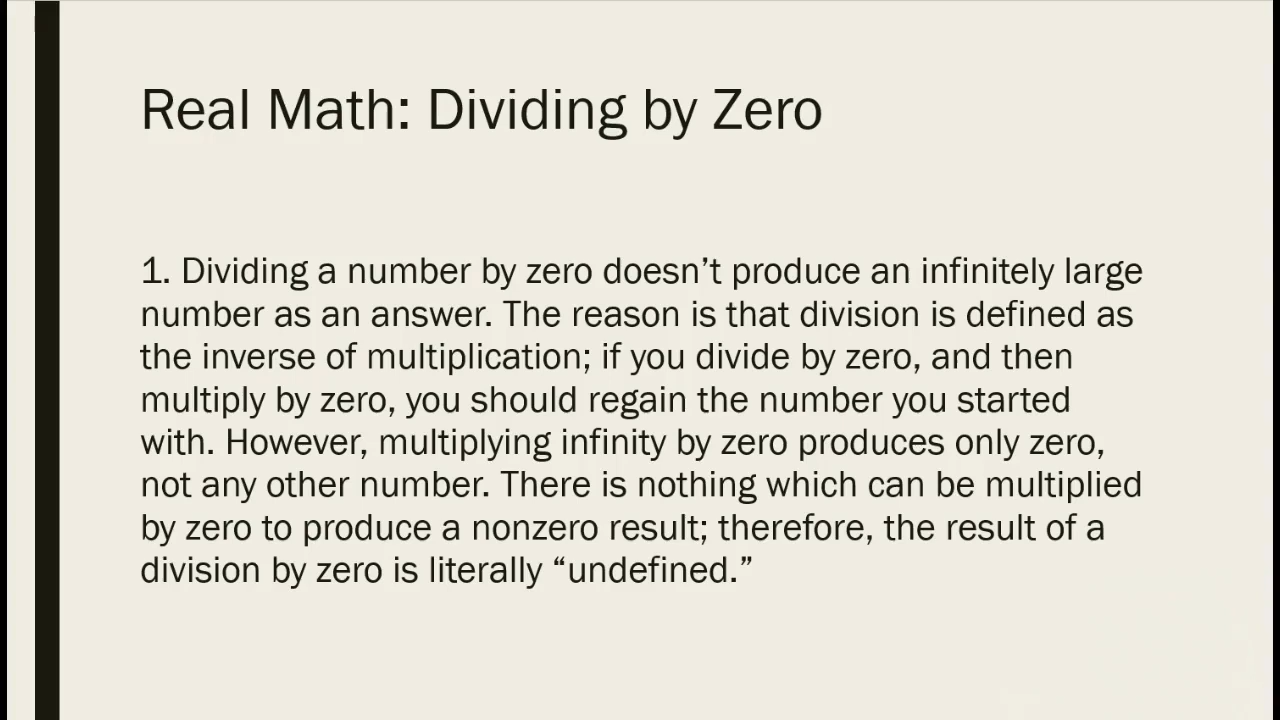 Real Math: Dividing by Zero
1. Dividing a number by zero doesn’t produce an infinitely large
number as an answer. The reason is that division is defined as
the inverse of multiplication; if you divide by zero, and then
multiply by zero, you should regain the number you started
with. However, multiplying infinity by zero produces only zero,
not any other number. There is nothing which can be multiplied
by zero to produce a nonzero result; therefore, the result of a
division by zero is literally “undefined.”